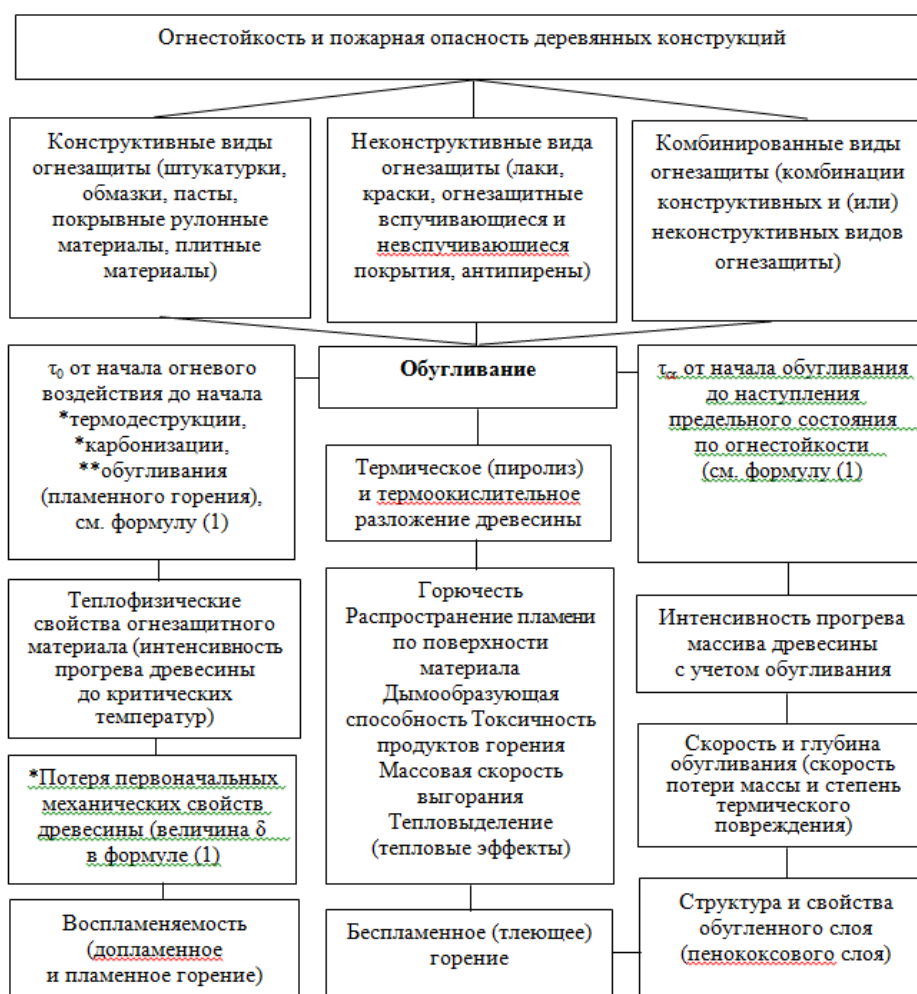 Огнестойкость и пожарная опасность деревянных конструкций
Конструктивные виды
огнезащиты (штукатурки,
обмазки, пасты,
покрывные рулонные
материалы, плитные
материалы)
Неконструктивные вида
огнезащиты (лаки,
краски, огнезащитные
вспучивающиеся и
невспучивающиеся
покрытия, антипирены)
Комбинированные виды
огнезащиты (комбинации
конструктивных и (или)
неконструктивных видов
огнезащиты)
τ₀ от начала огневого
воздействия до начала
*термодеструкции,
*карбонизации,
**обугливания
(пламенного горения),
см. формулу (1)
Обугливание
τcr от начала обугливания
до наступления
предельного состояния
по огнестойкости
(см. формулу (1)
Термическое (пиролиз)
и термоокислительное
разложение древесины
Теплофизические
свойства огнезащитного
материала (интенсивность
прогрева древесины
до критических
температур)
Горючесть
Распространение пламени
по поверхности
материала
Дымообразующая
способность Токсичность
продуктов горения
Массовая скорость
выгорания
Тепловыделение
(тепловые эффекты)
Интенсивность прогрева
массива древесины
с учетом обугливания
*Потеря первоначальных
механических свойств
древесины (величина δ
в формуле (1)
Скорость и глубина
обугливания (скорость
потери массы и степень
термического
повреждения)
Воспламеняемость
(допламенное
и пламенное горение)
Беспламенное (тлеющее)
горение
Структура и свойства
обугленного слоя
(пенококсового слоя)